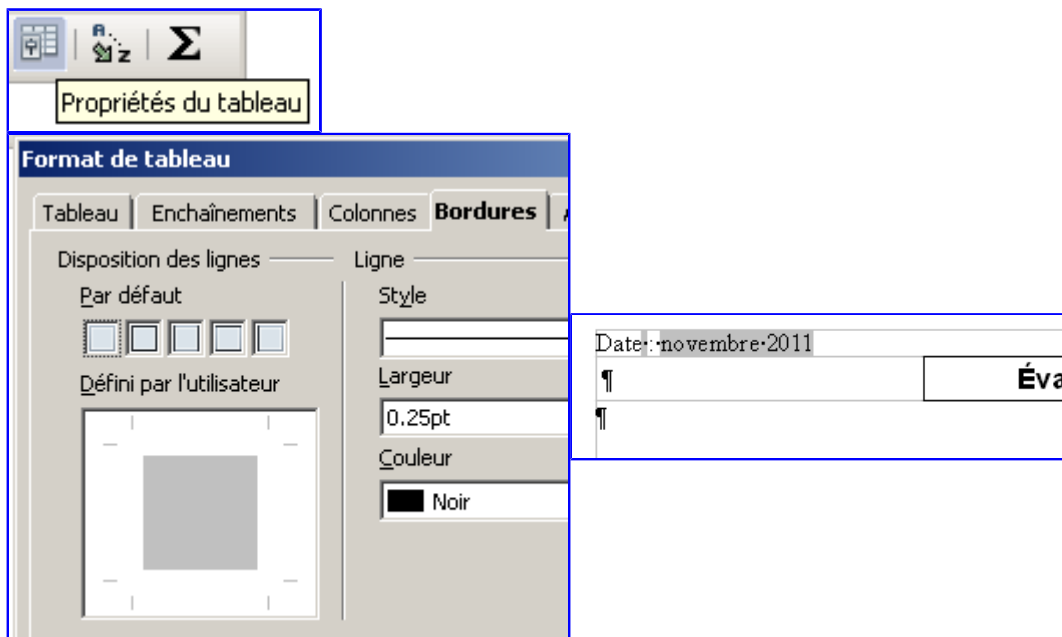 A
Z
Σ
Propriétés du tableau
Format de tableau
Tableau Enchaînements Colonnes Bordures
Disposition des lignes
Par défaut
Défini par l'utilisateur
Ligne
Style
Largeur
0.25pt
Couleur
Noir
Date·:·novembre·2011
¶ Éva
¶